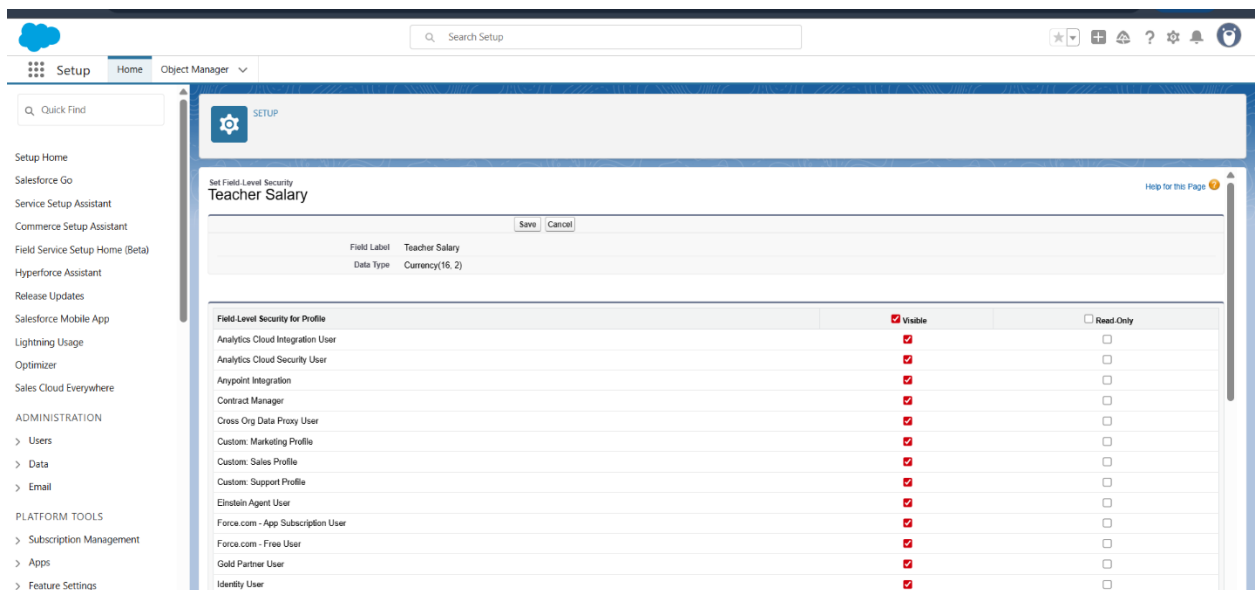 Search Setup
Setup Home Object Manager
Quick Find
Setup Home
Salesforce Go
Service Setup Assistant
Commerce Setup Assistant
Field Service Setup Home (Beta)
Hyperforce Assistant
Release Updates
Salesforce Mobile App
Lightning Usage
Optimizer
Sales Cloud Everywhere
ADMINISTRATION
Users
Data
Email
PLATFORM TOOLS
Subscription Management
Apps
Feature Settings
SETUP
Set Field-Level Security
Teacher Salary
Help for this Page ?
Save Cancel
Field Label Teacher Salary
Data Type Currency(16, 2)
Field-Level Security for Profile Visible Read-Only
Analytics Cloud Integration User
Analytics Cloud Security User
Anypoint Integration
Contract Manager
Cross Org Data Proxy User
Custom: Marketing Profile
Custom: Sales Profile
Custom: Support Profile
Einstein Agent User
Force.com - App Subscription User
Force.com - Free User
Gold Partner User
Identity User